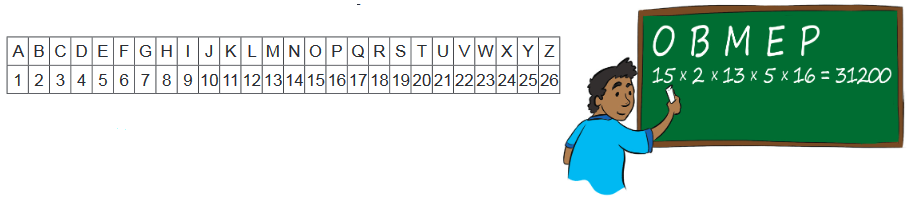 A B C D E F G H I J K L M N O P Q R S T U V W X Y Z
1 2 3 4 5 6 7 8 9 10 11 12 13 14 15 16 17 18 19 20 21 22 23 24 25 26
O B M E P
15 × 2 × 13 × 5 × 16 = 31200